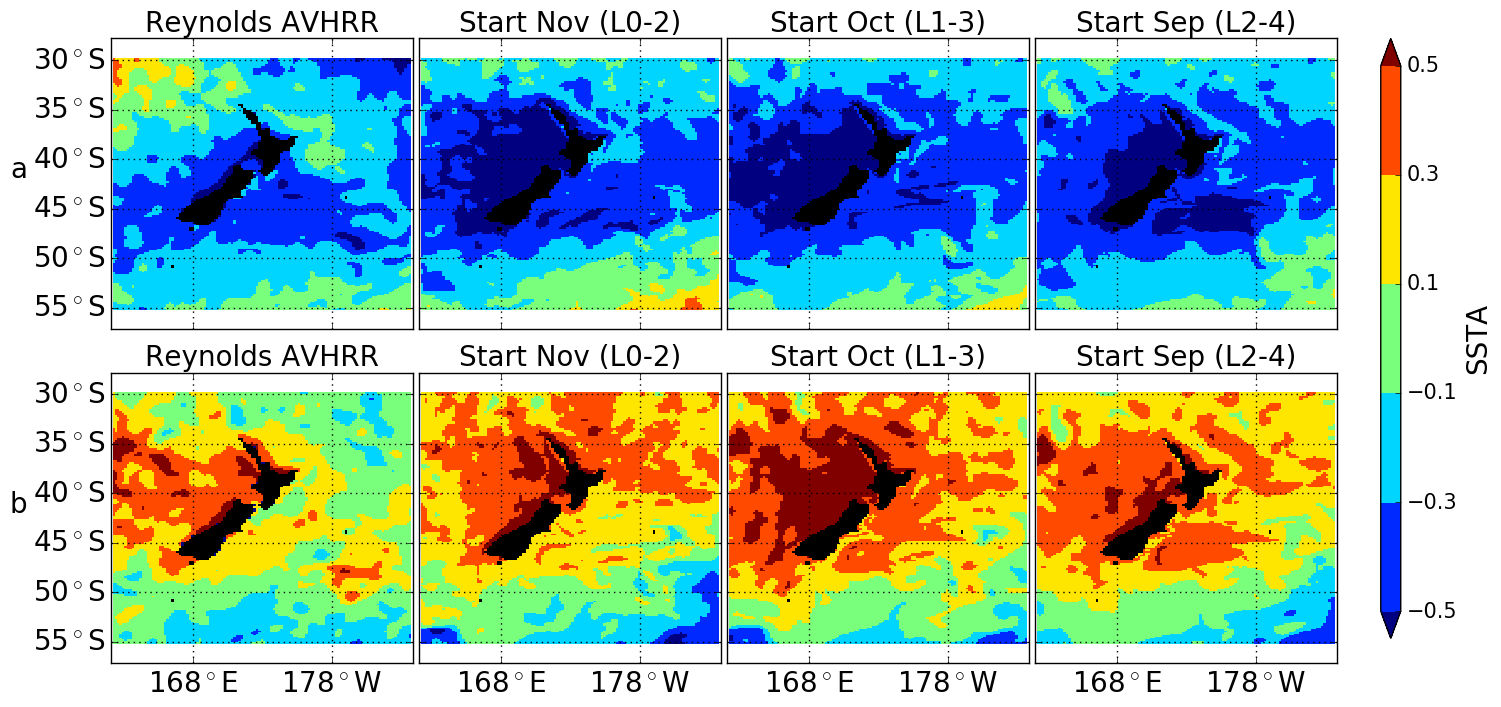 Reynolds AVHRR Start Nov (L0-2) Start Oct (L1-3) Start Sep (L2-4)
30°S
35°S
40°S
a
45°S
50°S
55°S
Reynolds AVHRR Start Nov (L0-2) Start Oct (L1-3) Start Sep (L2-4)
30°S
35°S
40°S
b
45°S
50°S
55°S
168°E 178°W 168°E 178°W 168°E 178°W 168°E 178°W
0.5
0.3
0.1
−0.1
−0.3
−0.5
SSTA